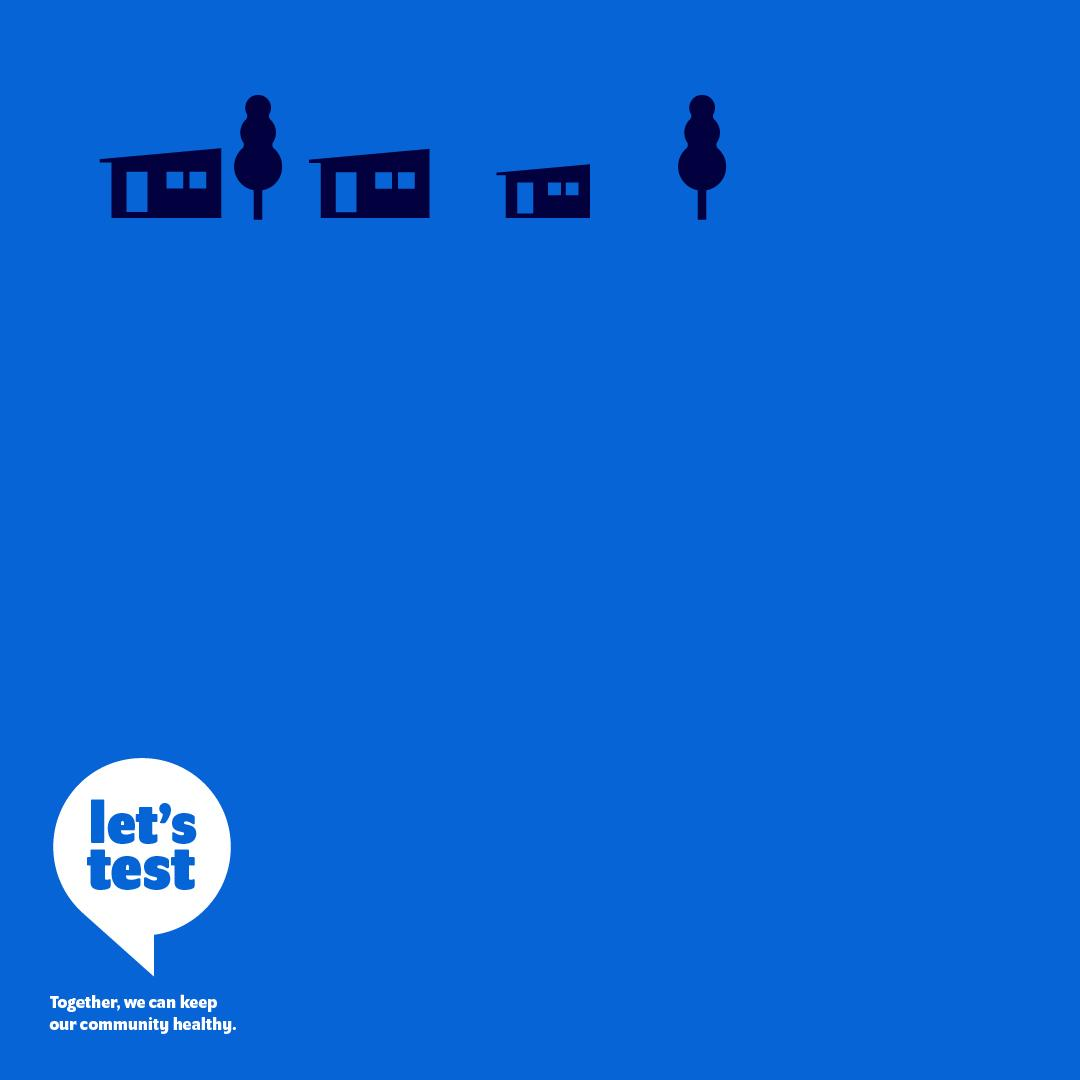 let’s
test
Together, we can keep
our community healthy.